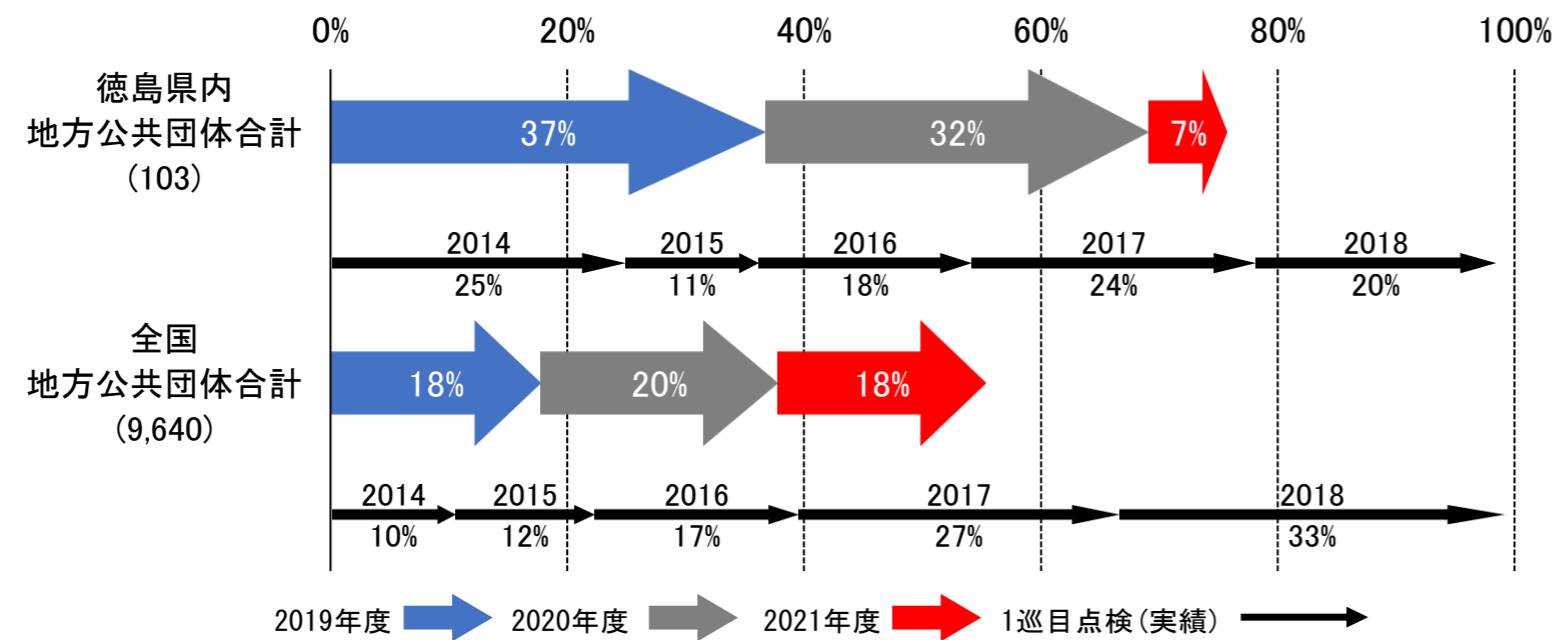 0% 20% 40% 60% 80% 100%
徳島県内
地方公共団体合計
(103)
37% 32% 7%
2014 2015 2016 2017 2018
25% 11% 18% 24% 20%
全国
地方公共団体合計
(9,640)
18% 20% 18%
2014 2015 2016 2017 2018
10% 12% 17% 27% 33%
2019年度 2020年度 2021年度 1巡目点検(実績)